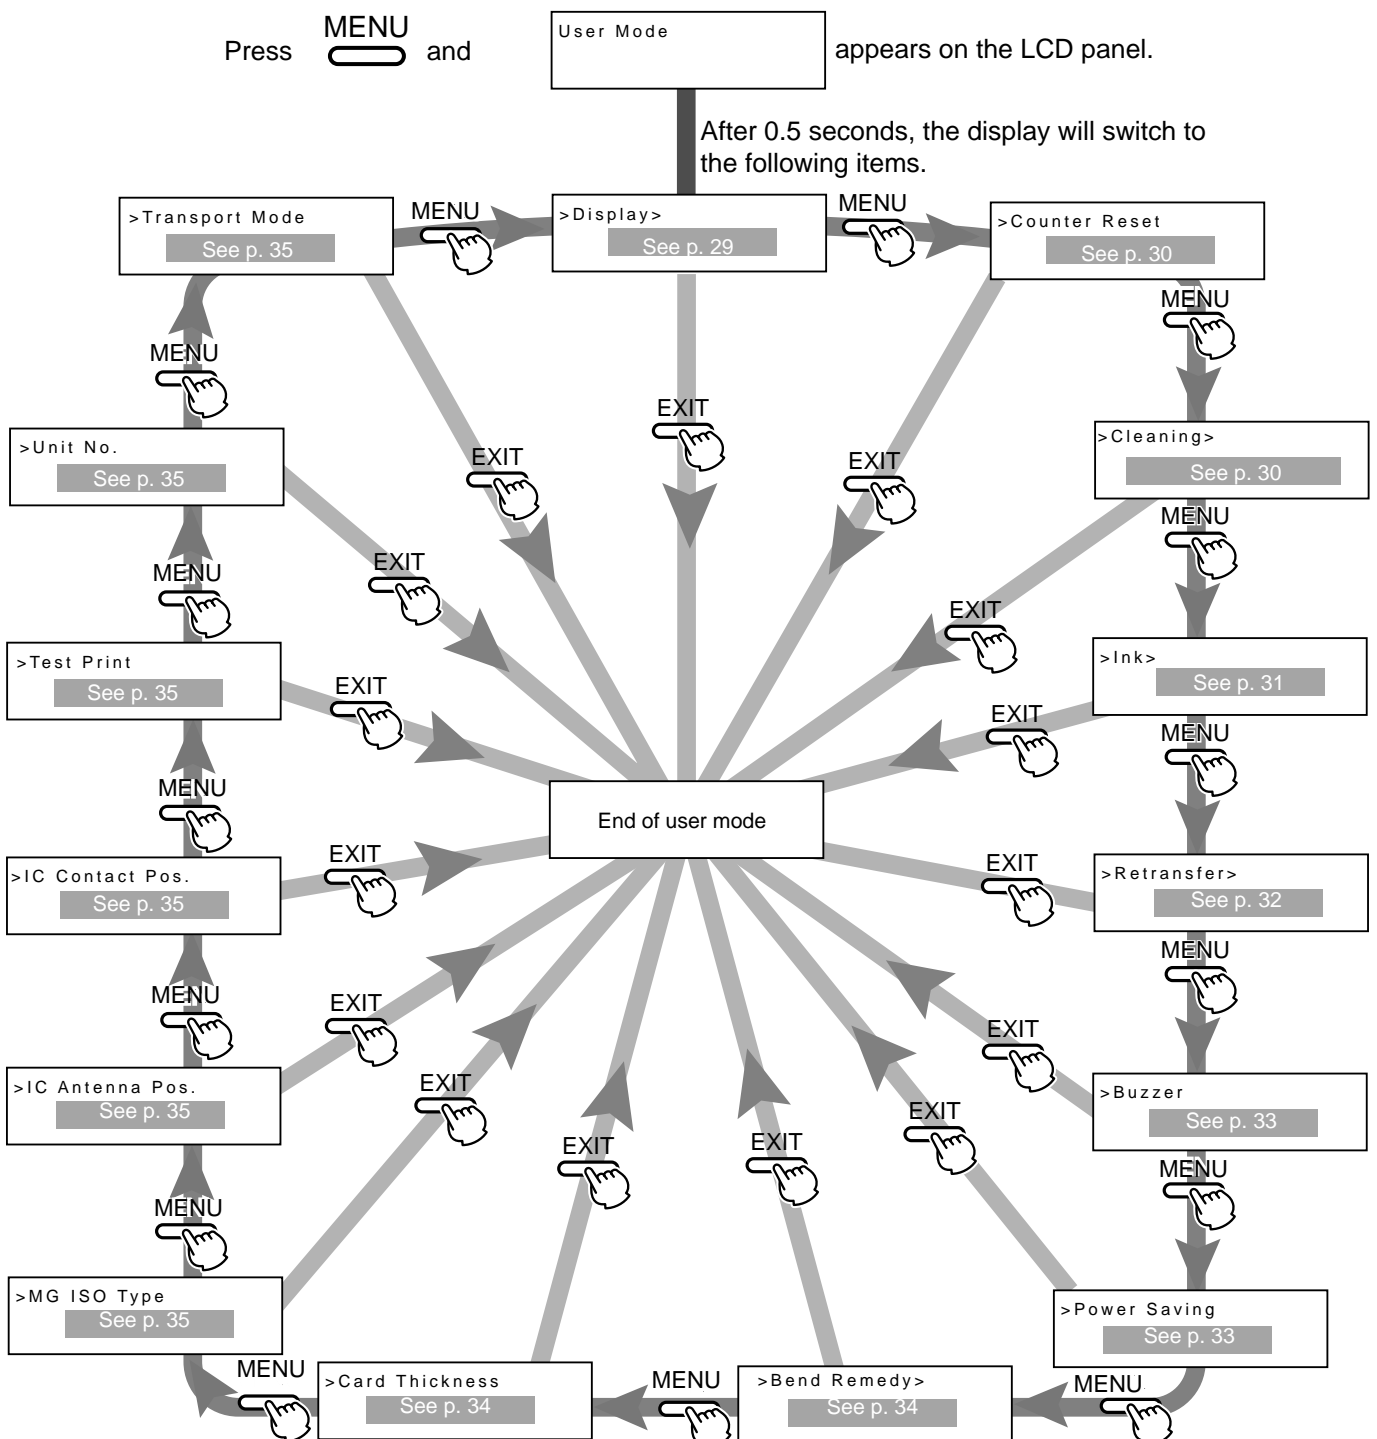 MENU
Press and
User Mode
appears on the LCD panel.
After 0.5 seconds, the display will switch to
the following items.
>Transport Mode
See p. 35
MENU
>Display>
See p. 29
MENU
>Counter Reset
See p. 30
MENU
MENU
EXIT
EXIT
EXIT
>Unit No.
See p. 35
>Cleaning>
See p. 30
MENU
EXIT
MENU
EXIT
>Test Print
See p. 35
EXIT
>Ink>
See p. 31
EXIT
MENU
MENU
End of user mode
>IC Contact Pos.
See p. 35
EXIT
EXIT
>Retransfer>
See p. 32
MENU
MENU
EXIT
EXIT
>IC Antenna Pos.
See p. 35
EXIT
EXIT
>Buzzer
See p. 33
EXIT
EXIT
MENU
MENU
>MG ISO Type
See p. 35
>Power Saving
See p. 33
MENU
>Card Thickness
See p. 34
MENU
>Bend Remedy>
See p. 34
MENU